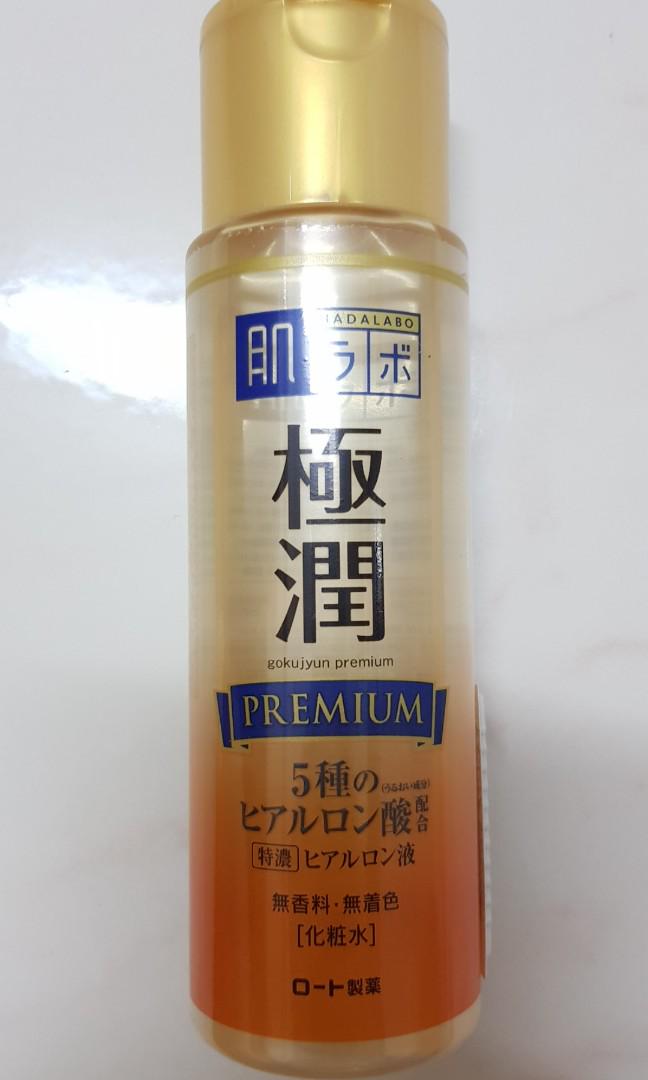 HADALABO
肌ラボ
極潤
gokujyun premium
PREMIUM
5種の
ヒアルロン酸(うるおい成分)配合
特濃 ヒアルロン液
無香料・無着色
[化粧水]
ロート製薬